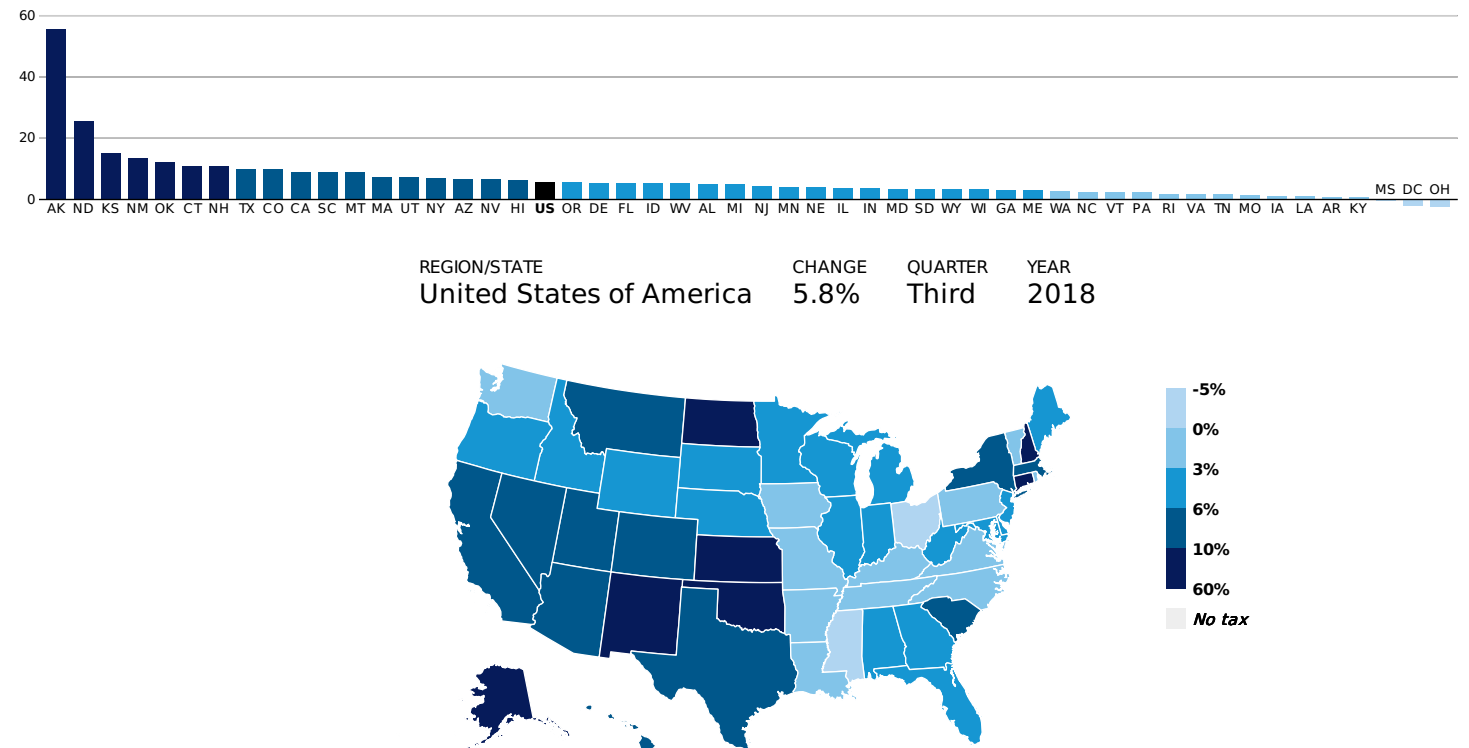 60
40
20
0
MS DC OH
AK ND KS NM OK CT NH TX CO CA SC MT MA UT NY AZ NV HI US OR DE FL ID WV AL MI NJ MN NE IL IN MD SD WY WI GA ME WA NC VT PA RI VA TN MO IA LA AR KY
REGION/STATE CHANGE QUARTER YEAR
United States of America 5.8% Third 2018
-5%
0%
3%
6%
10%
60%
No tax